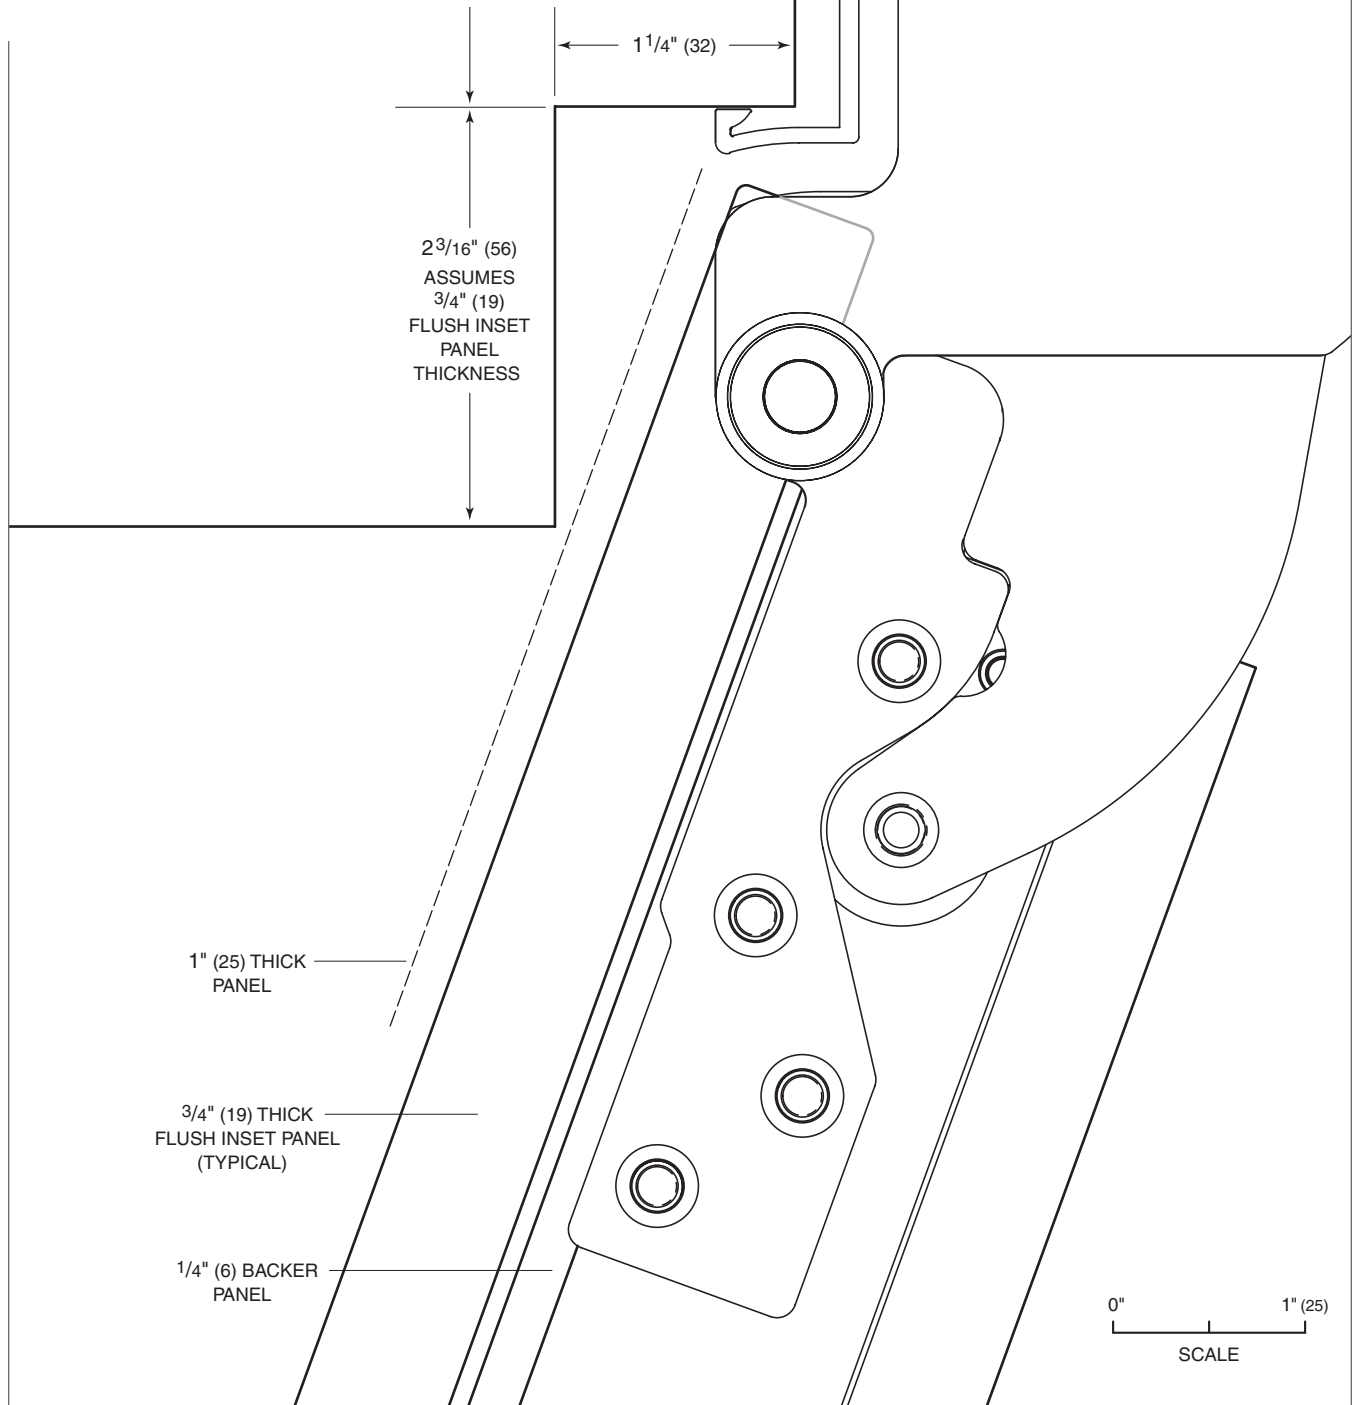 1 1/4" (32)
2 3/16" (56)
ASSUMES
3/4" (19)
FLUSH INSET
PANEL
THICKNESS
1" (25) THICK
PANEL
3/4" (19) THICK
FLUSH INSET PANEL
(TYPICAL)
1/4" (6) BACKER
PANEL
0" 1" (25)
SCALE